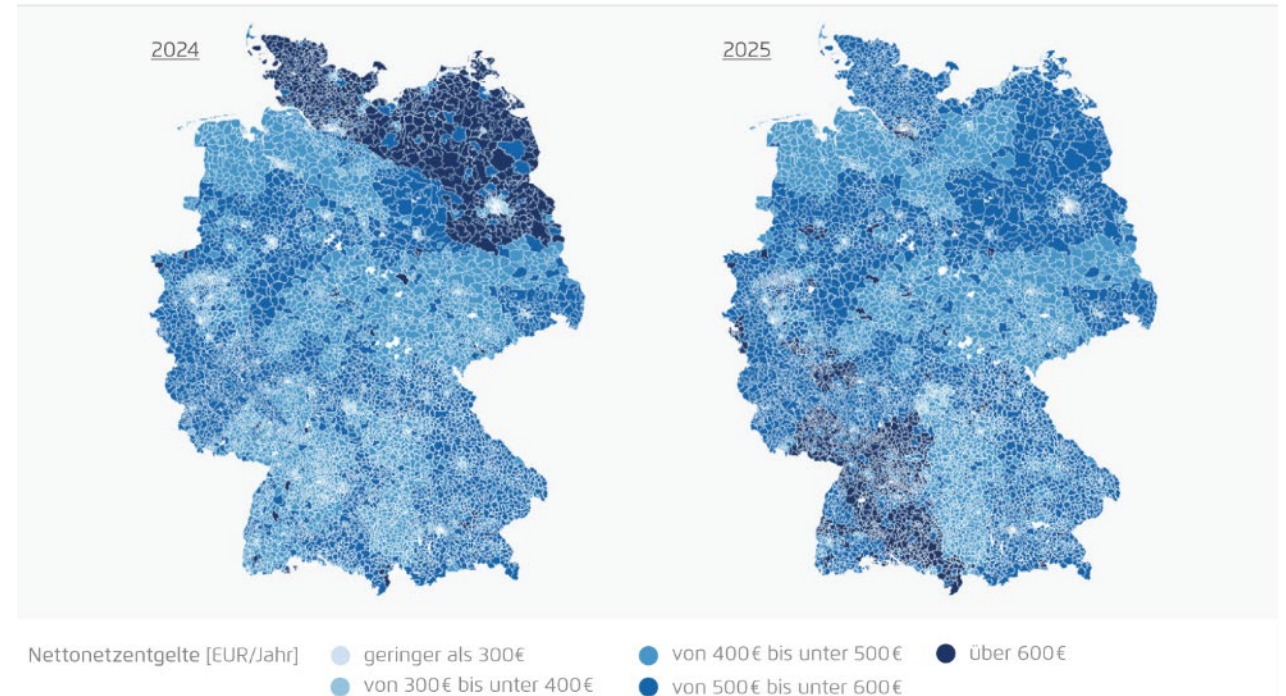 2024
2025
Nettonetzentgelte [EUR/Jahr]
geringer als 300€
von 300€ bis unter 400€
von 400€ bis unter 500€
von 500€ bis unter 600€
über 600€